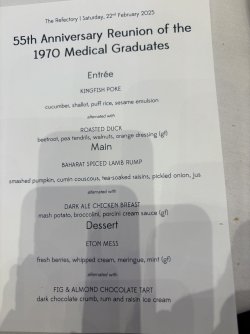 The Refectory | Saturday, 22nd February 2025
55th Anniversary Reunion of the
1970 Medical Graduates
Entrée
KINGFISH POKE
cucumber, shallot, puff rice, sesame emulsion
alternated with
ROASTED DUCK
beetroot, pea tendrils, walnuts, orange dressing (gf)
Main
BAHARAT SPICED LAMB RUMP
smashed pumpkin, cumin couscous, tea-soaked raisins, pickled onion, jus
alternated with
DARK ALE CHICKEN BREAST
mash potato, broccolini, porcini cream sauce (gf)
Dessert
ETON MESS
fresh berries, whipped cream, meringue, mint (gf)
alternated with
FIG & ALMOND CHOCOLATE TART
dark chocolate crumb, rum and raisin ice cream